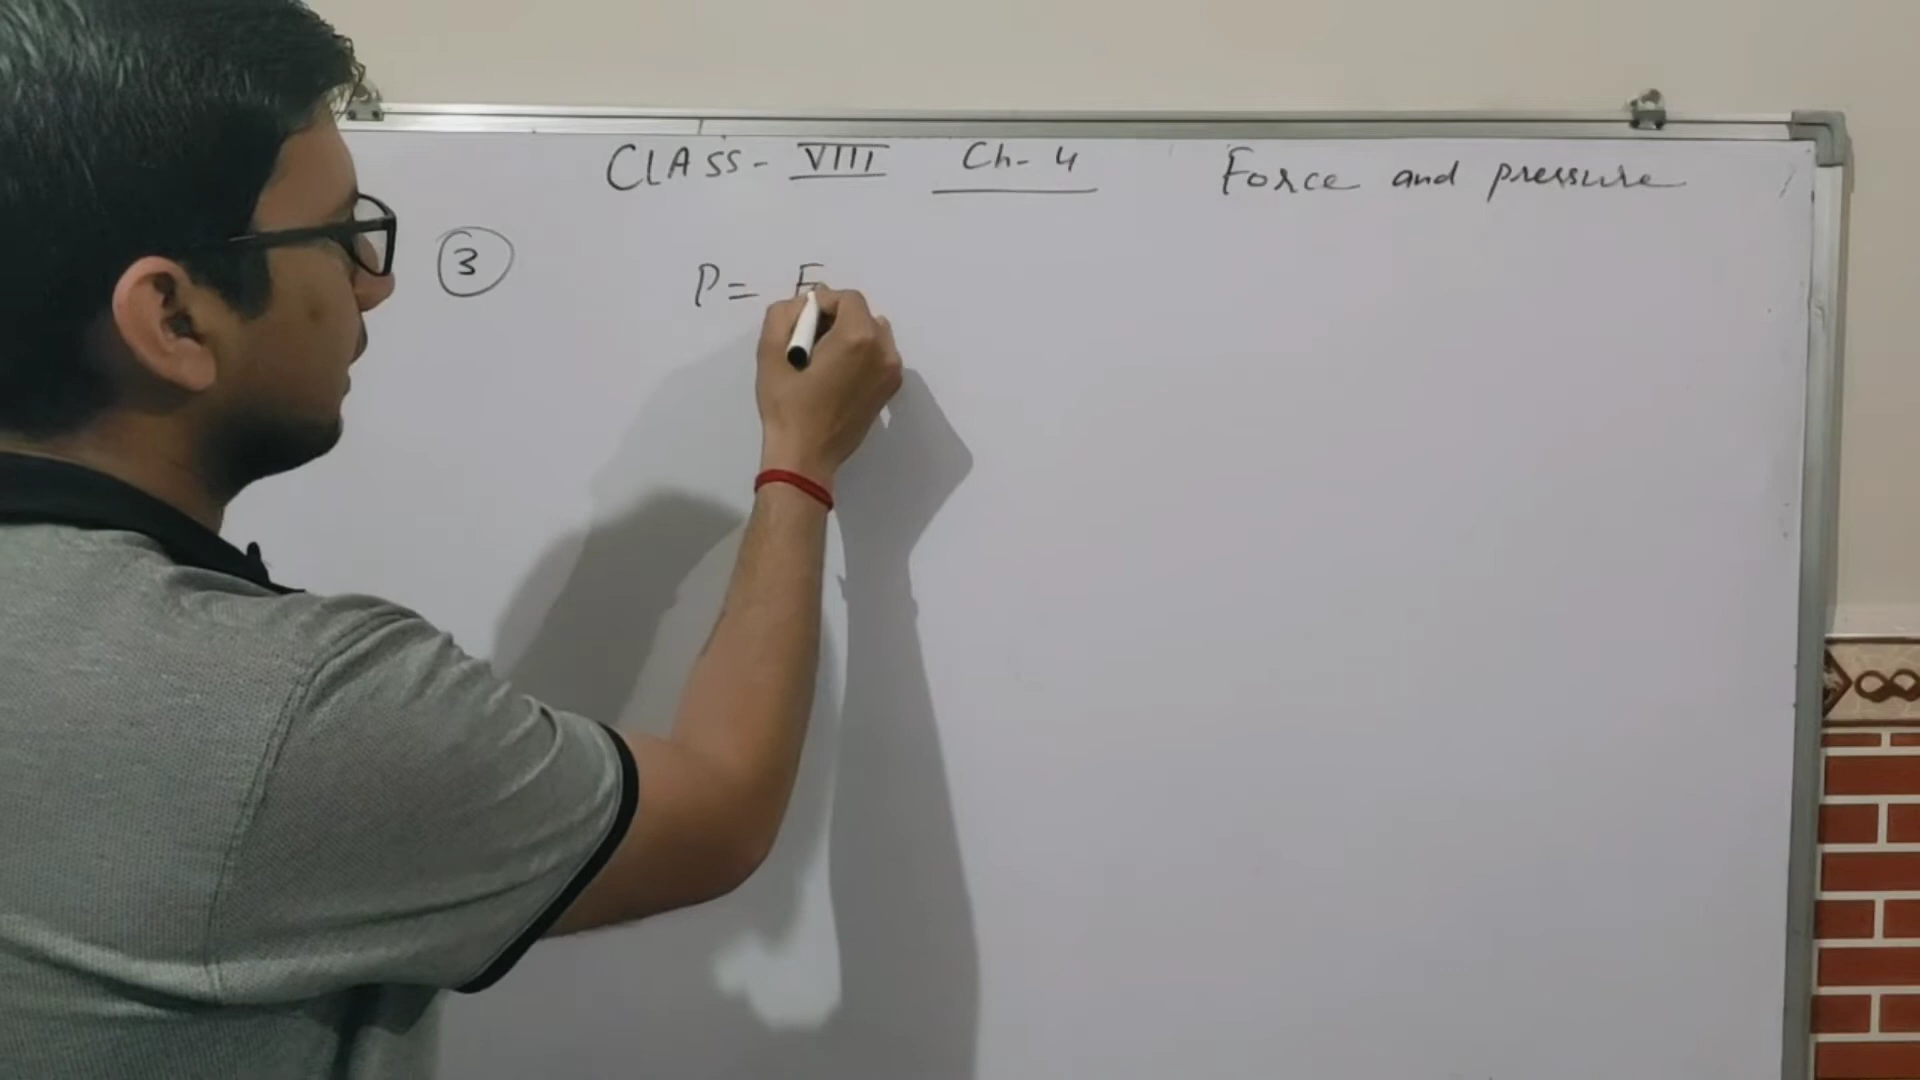 CLASS- VIII Ch- 4 Force and pressure
3
P= F